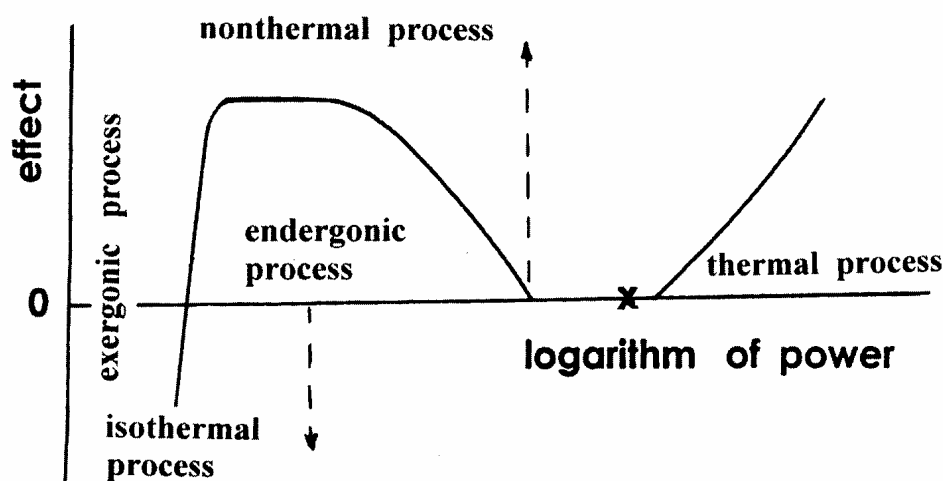 nonthermal process
effect
exergonic process
endergonic
process
thermal process
0
X
logarithm of power
isothermal
process